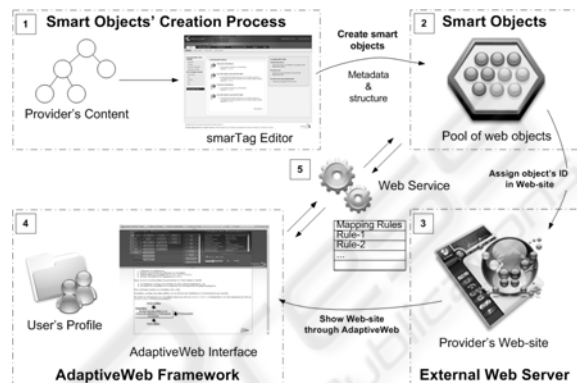 1
Smart Objects' Creation Process
Provider's Content
smarTag Editor
Create smart
objects
Metadata
&
structure
2
Smart Objects
Pool of web objects
Assign object's ID
in Web-site
5
Web Service
Mapping Rules
Rule-1
Rule-2
...
3
Provider's Web-site
External Web Server
Show Web-site
through AdaptiveWeb
4
User's Profile
AdaptiveWeb Interface
AdaptiveWeb Framework